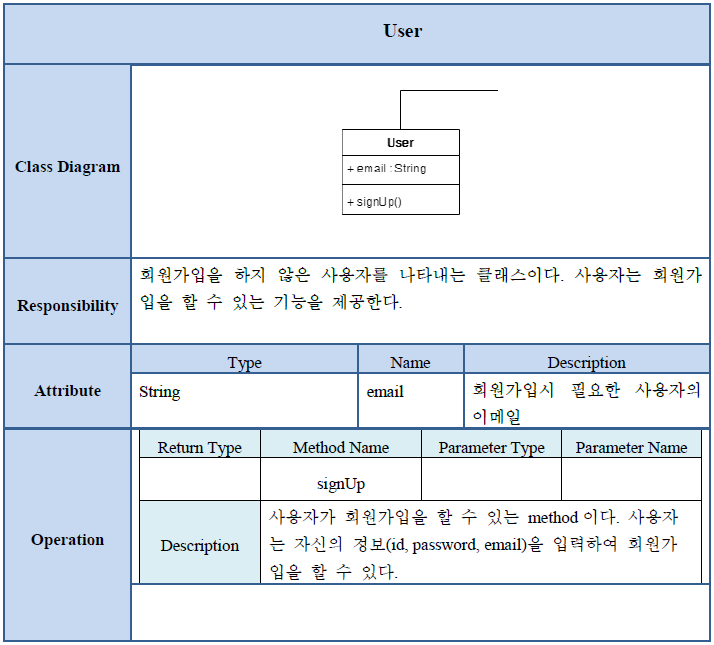 User
Class Diagram
User
+ email : String
+ signUp()
Responsibility
회원가입을 하지 않은 사용자를 나타내는 클래스이다. 사용자는 회원가
입을 할 수 있는 기능을 제공한다.
Attribute
Type Name Description
String email 회원가입시 필요한 사용자의
이메일
Operation
Return Type Method Name Parameter Type Parameter Name
signUp
Description
사용자가 회원가입을 할 수 있는 method 이다. 사용자
는 자신의 정보(id, password, email)을 입력하여 회원가
입을 할 수 있다.